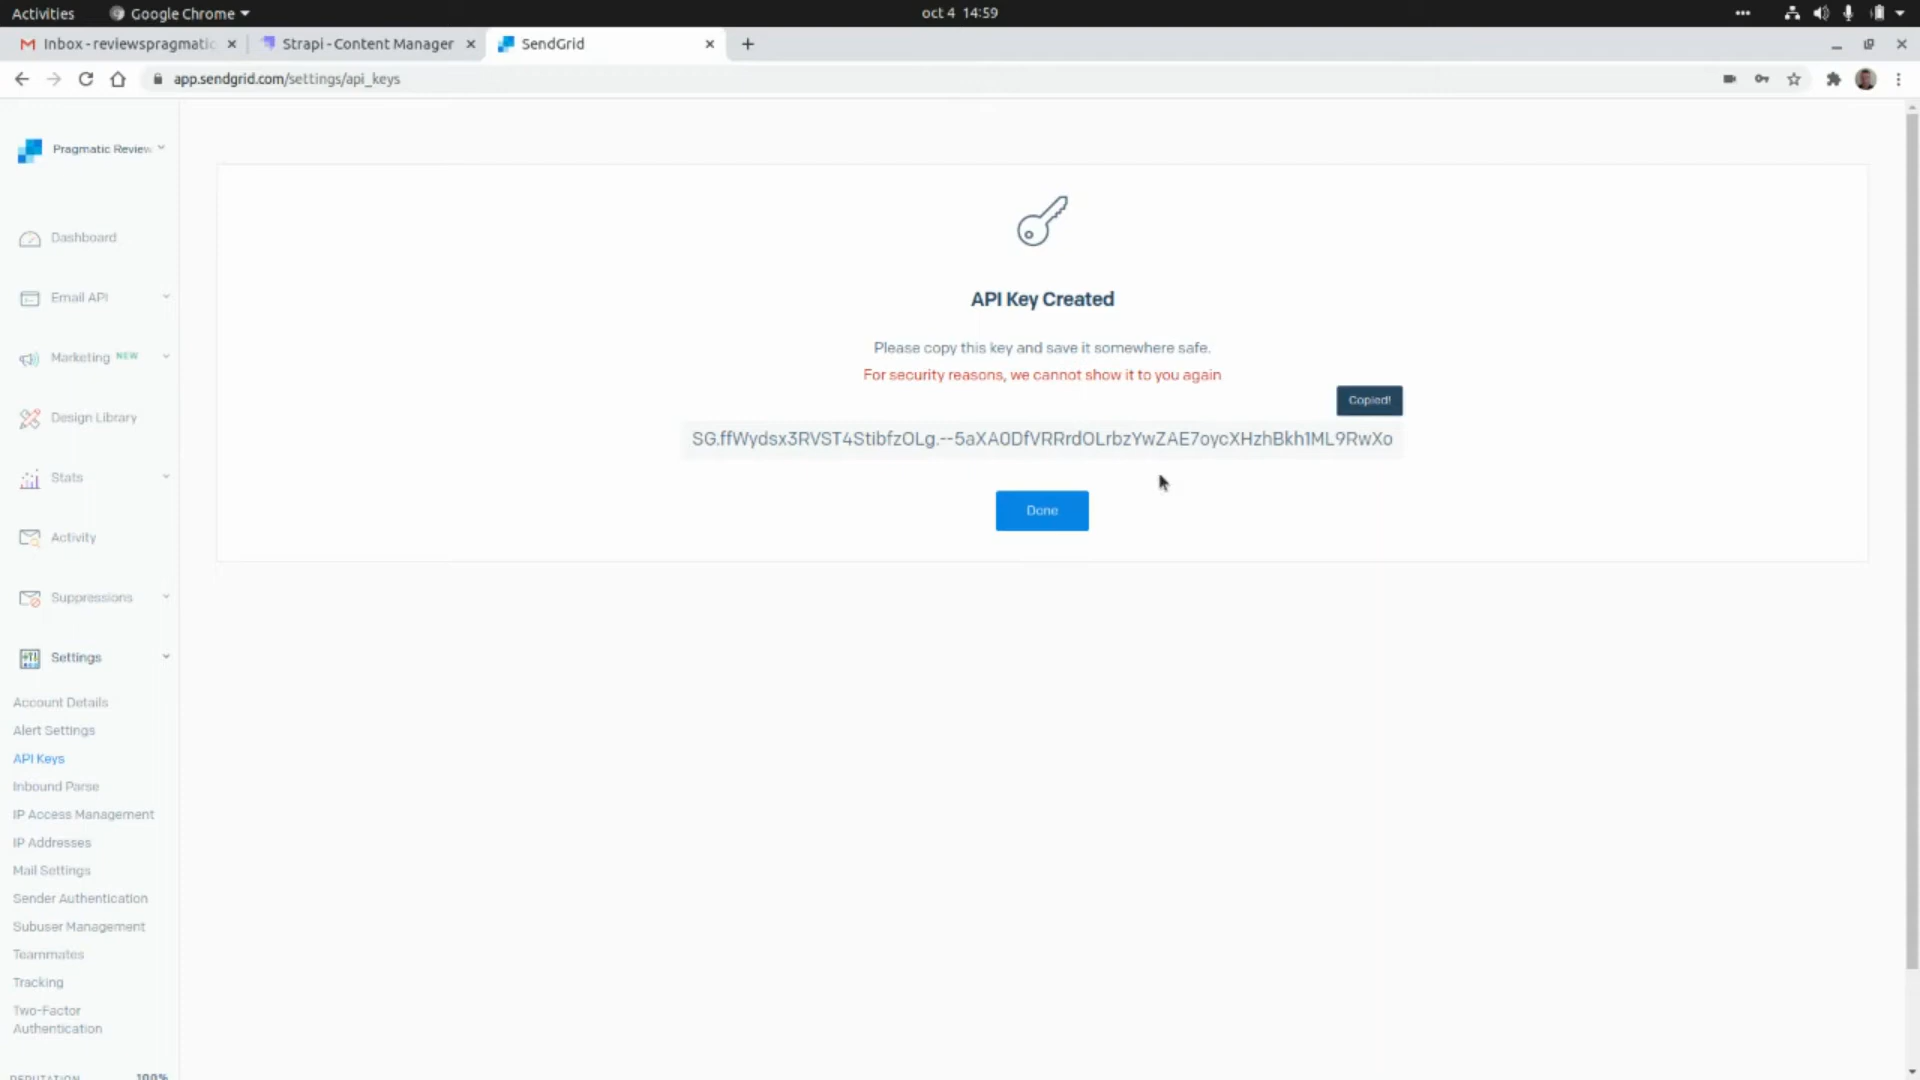 Activities
Google Chrome
oct 4 14:59
Inbox - reviewspragmatic
Strapi - Content Manager
SendGrid
app.sendgrid.com/settings/api_keys
Pragmatic Review
Dashboard
Email API
Marketing NEW
Design Library
Stats
Activity
Suppressions
Settings
Account Details
Alert Settings
API Keys
Inbound Parse
IP Access Management
IP Addresses
Mail Settings
Sender Authentication
Subuser Management
Teammates
Tracking
Two-Factor
Authentication
REPUTATION 100%
API Key Created
Please copy this key and save it somewhere safe.
For security reasons, we cannot show it to you again
Copied!
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
Done